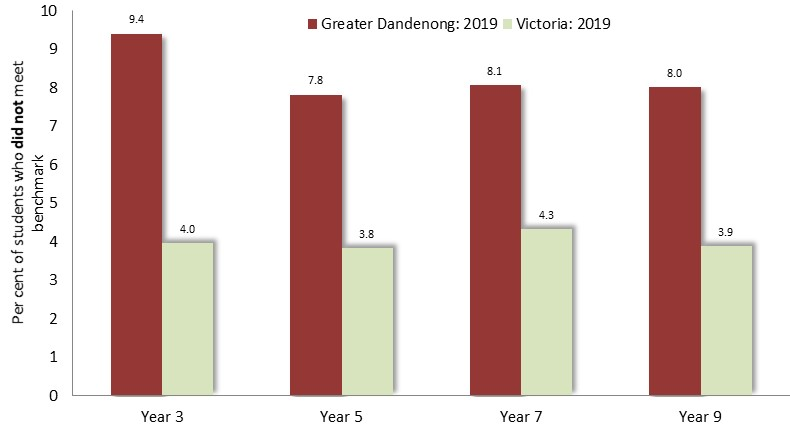 Greater Dandenong: 2019
Victoria: 2019
Per cent of students who did not meet
benchmark
10
9
8
7
6
5
4
3
2
1
0
9.4
4.0
7.8
3.8
8.1
4.3
8.0
3.9
Year 3
Year 5
Year 7
Year 9